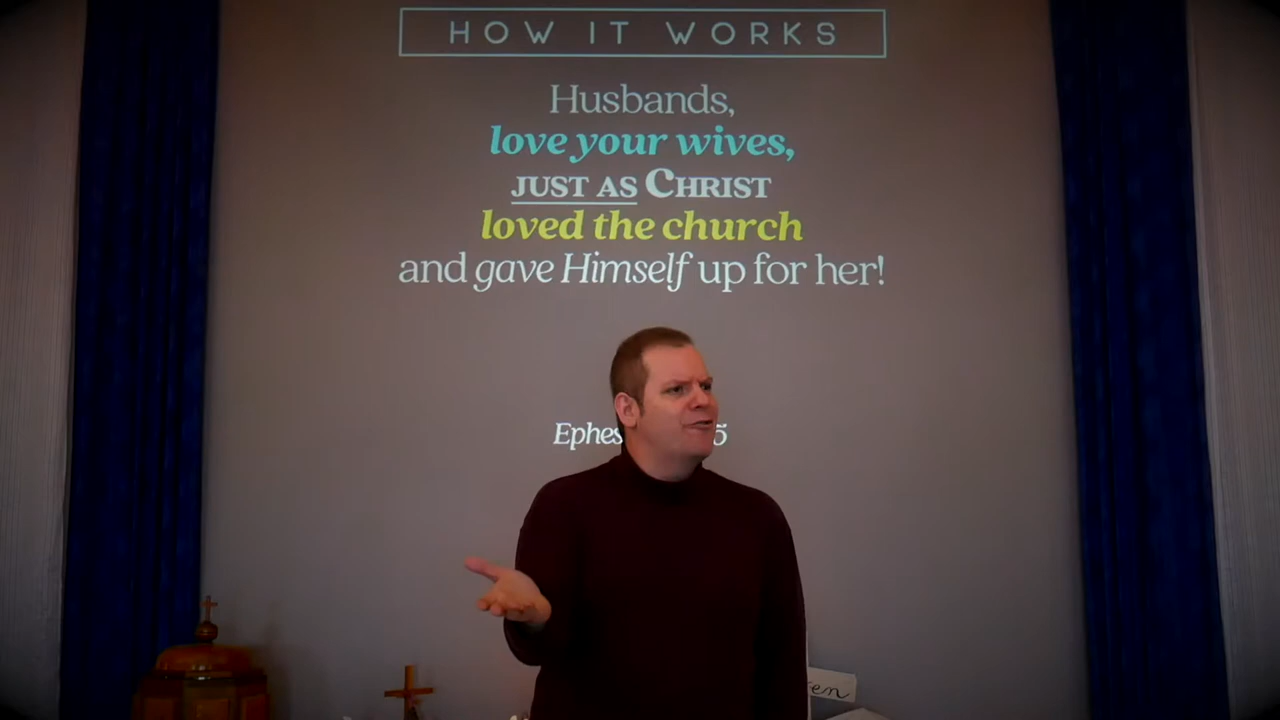 HOW IT WORKS
Husbands,
love your wives,
JUST AS CHRIST
loved the church
and gave Himself up for her!